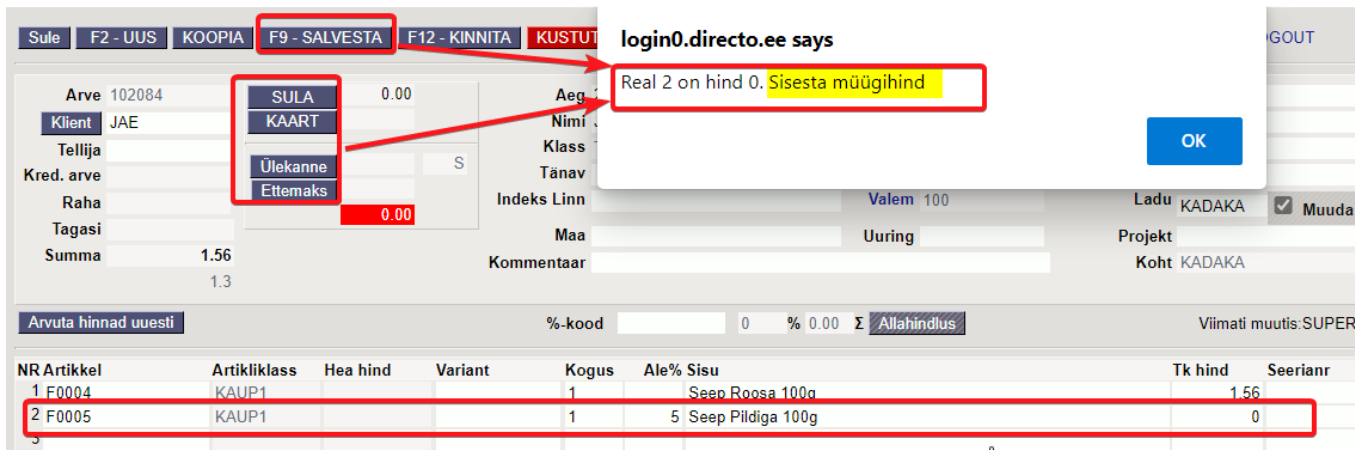 Sule F2 - UUS KOOPIA F9 - SALVESTA F12 - KINNITA KUSTUT
login0.directo.ee says
Real 2 on hind 0. Sisesta müügihind
OK
Arve 102084 SULA 0.00 Aeg
Klient JAE KAART Nimi
Tellija Klass
Kred. arve Ülekanne S Tänav
Raha Ettemaks Indeks Linn Valem 100 Ladu KADAKA Muuda
Tagasi 0.00 Maa Uuring Projekt
Summa 1.56 Kommentaar Koht KADAKA
1.3
Arvuta hinnad uuesti %-kood 0 % 0.00 Σ Allahindlus Viimati muutis:SUPER
NR Artikkel Artikliklass Hea hind Variant Kogus Ale% Sisu Tk hind Seerianr
1 F0004 KAUP1 1 Seep Roosa 100g 1.56
2 F0005 KAUP1 1 5 Seep Pildiga 100g 0
3